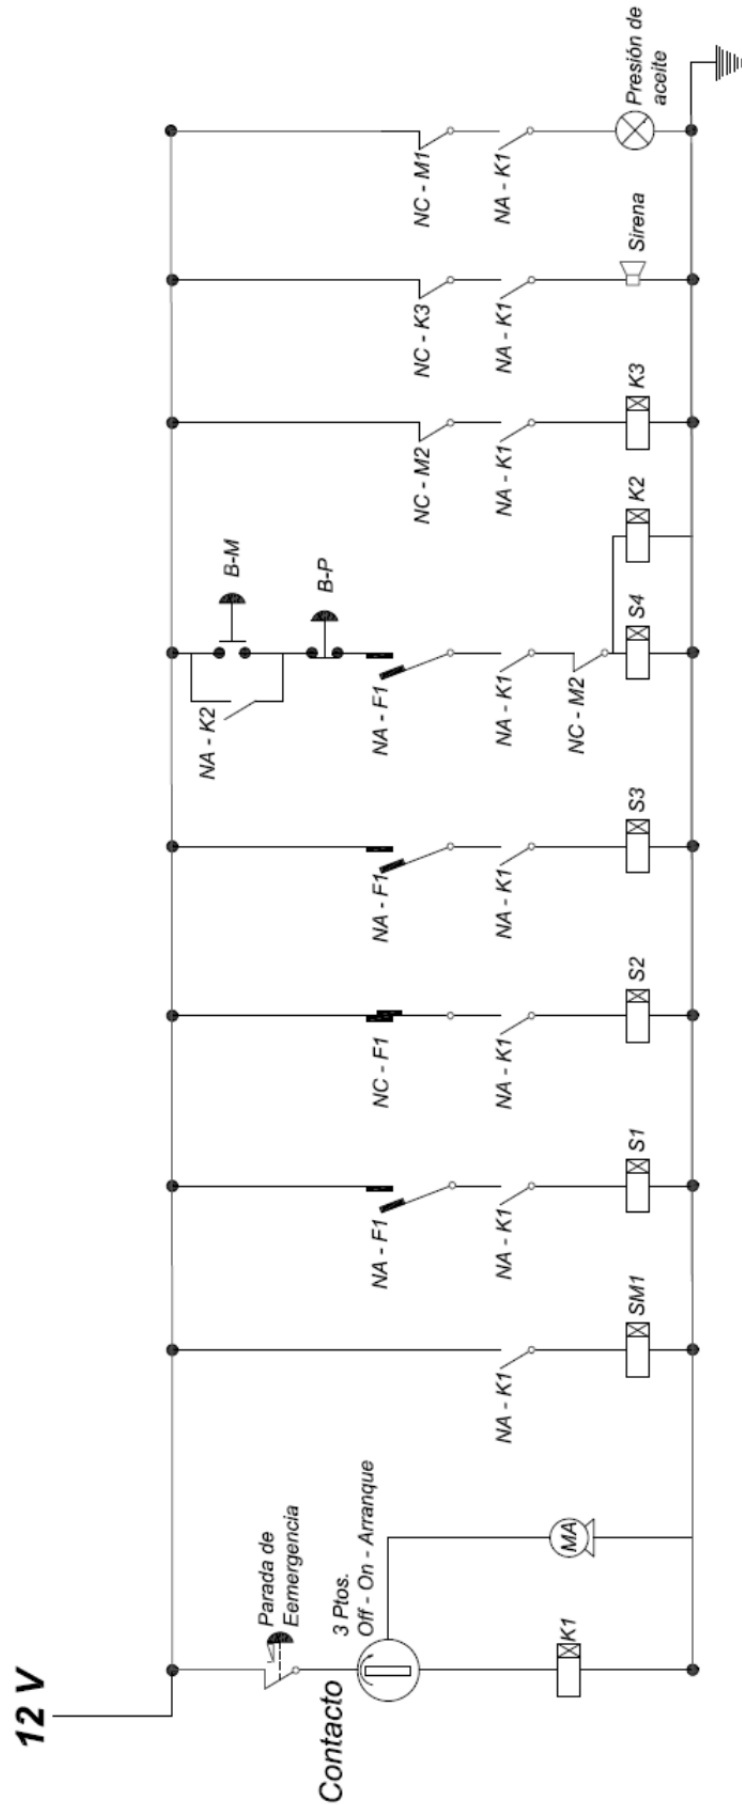 12 V
Parada de
Eemergencia
Contacto
3 Ptos.
Off - On - Arranque
MA
K1
NA - K1
SM1
NA - F1
NA - K1
S1
NC - F1
NA - K1
S2
NA - F1
NA - K1
S3
NA - K2
B-M
B-P
NA - F1
NA - K1
NC - M2
S4
K2
NC - M2
NA - K1
K3
NC - K3
NA - K1
Sirena
NC - M1
NA - K1
Presión de
aceite